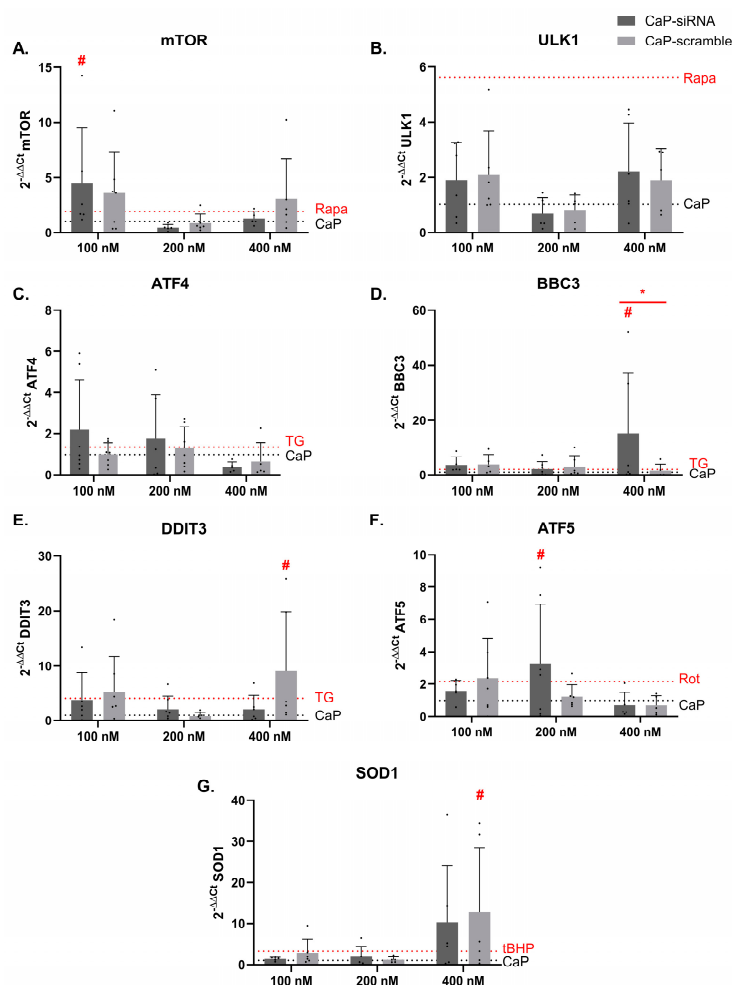 CaP-siRNA
CaP-scramble
A.
mTOR
#
2-ΔΔCt mTOR
15
10
5
0
Rapa
CaP
100 nM
200 nM
400 nM
B.
ULK1
2-ΔΔCt ULK1
6
4
2
0
Rapa
CaP
100 nM
200 nM
400 nM
C.
ATF4
2-ΔΔCt ATF4
8
6
4
2
0
TG
CaP
100 nM
200 nM
400 nM
D.
BBC3
*
#
2-ΔΔCt BBC3
60
40
20
0
TG
CaP
100 nM
200 nM
400 nM
E.
DDIT3
#
2-ΔΔCt DDIT3
30
20
10
0
TG
CaP
100 nM
200 nM
400 nM
F.
ATF5
#
2-ΔΔCt ATF5
10
8
6
4
2
0
Rot
CaP
100 nM
200 nM
400 nM
G.
SOD1
#
2-ΔΔCt SOD1
40
30
20
10
0
tBHP
CaP
100 nM
200 nM
400 nM